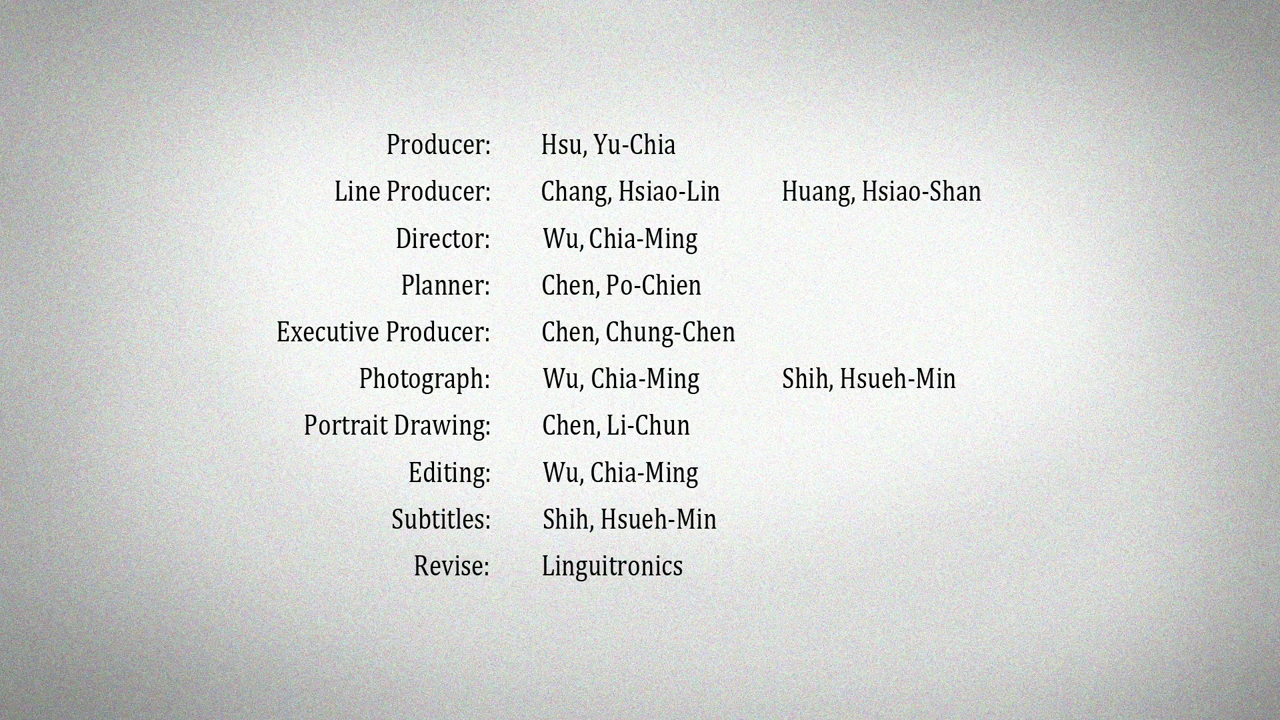 Producer: Hsu, Yu-Chia
Line Producer: Chang, Hsiao-Lin Huang, Hsiao-Shan
Director: Wu, Chia-Ming
Planner: Chen, Po-Chien
Executive Producer: Chen, Chung-Chen
Photograph: Wu, Chia-Ming Shih, Hsueh-Min
Portrait Drawing: Chen, Li-Chun
Editing: Wu, Chia-Ming
Subtitles: Shih, Hsueh-Min
Revise: Linguitronics